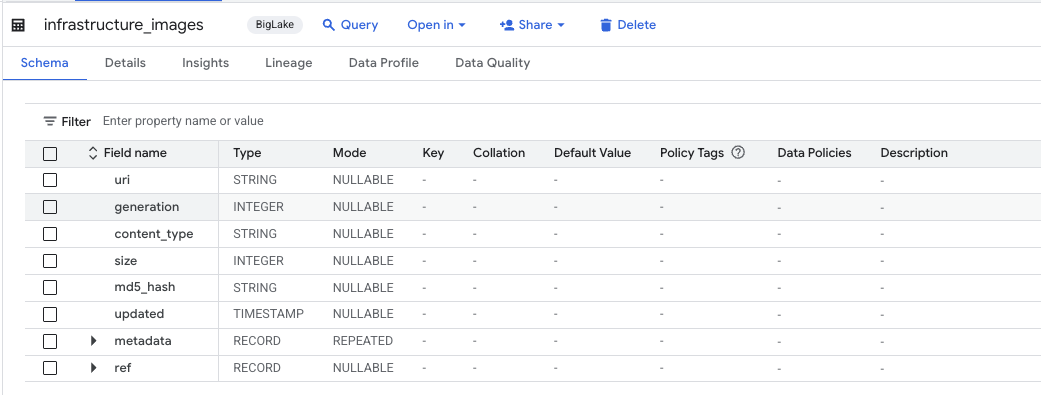 infrastructure_images BigLake Query Open in Share Delete
Schema Details Insights Lineage Data Profile Data Quality
Filter Enter property name or value
Field name Type Mode Key Collation Default Value Policy Tags Data Policies Description
uri STRING NULLABLE - - - - - -
generation INTEGER NULLABLE - - - - - -
content_type STRING NULLABLE - - - - - -
size INTEGER NULLABLE - - - - - -
md5_hash STRING NULLABLE - - - - - -
updated TIMESTAMP NULLABLE - - - - - -
metadata RECORD REPEATED - - - - - -
ref RECORD NULLABLE - - - - - -